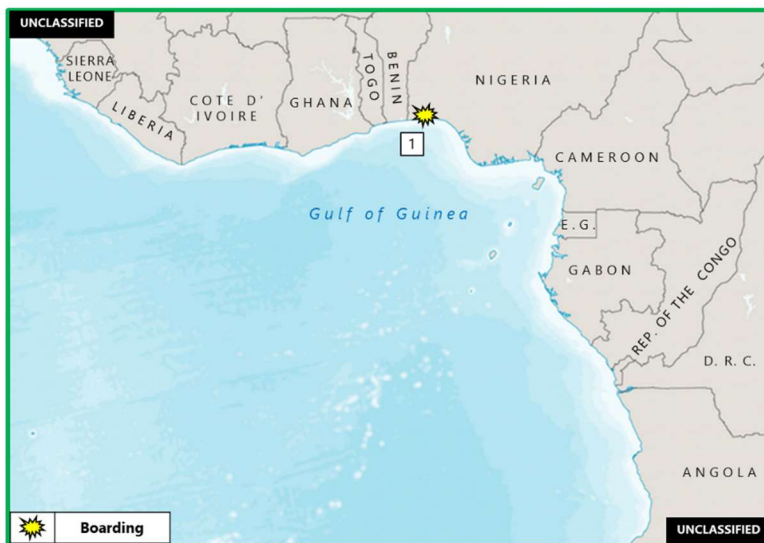 UNCLASSIFIED
SIERRA
LEONE
LIBERIA
COTE D'
IVOIRE
GHANA
TOGO
BENIN
NIGERIA
1
CAMEROON
Gulf of Guinea
E.G.
GABON
REP. OF THE CONGO
D.R.C.
ANGOLA
Boarding
UNCLASSIFIED